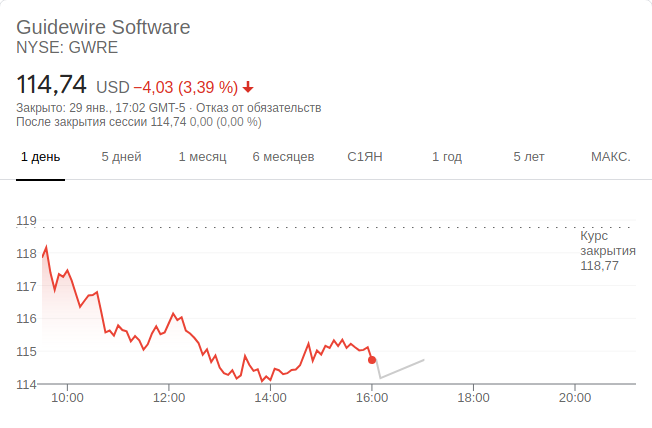 Guidewire Software
NYSE: GWRE
114,74 USD −4,03 (3,39 %)
Закрыто: 29 янв., 17:02 GMT-5 · Отказ от обязательств
После закрытия сессии 114,74 0,00 (0,00 %)
1 день 5 дней 1 месяц 6 месяцев С1ЯН 1 год 5 лет МАКС.
119
Курс
закрытия
118,77
118
117
116
115
114
10:00 12:00 14:00 16:00 18:00 20:00